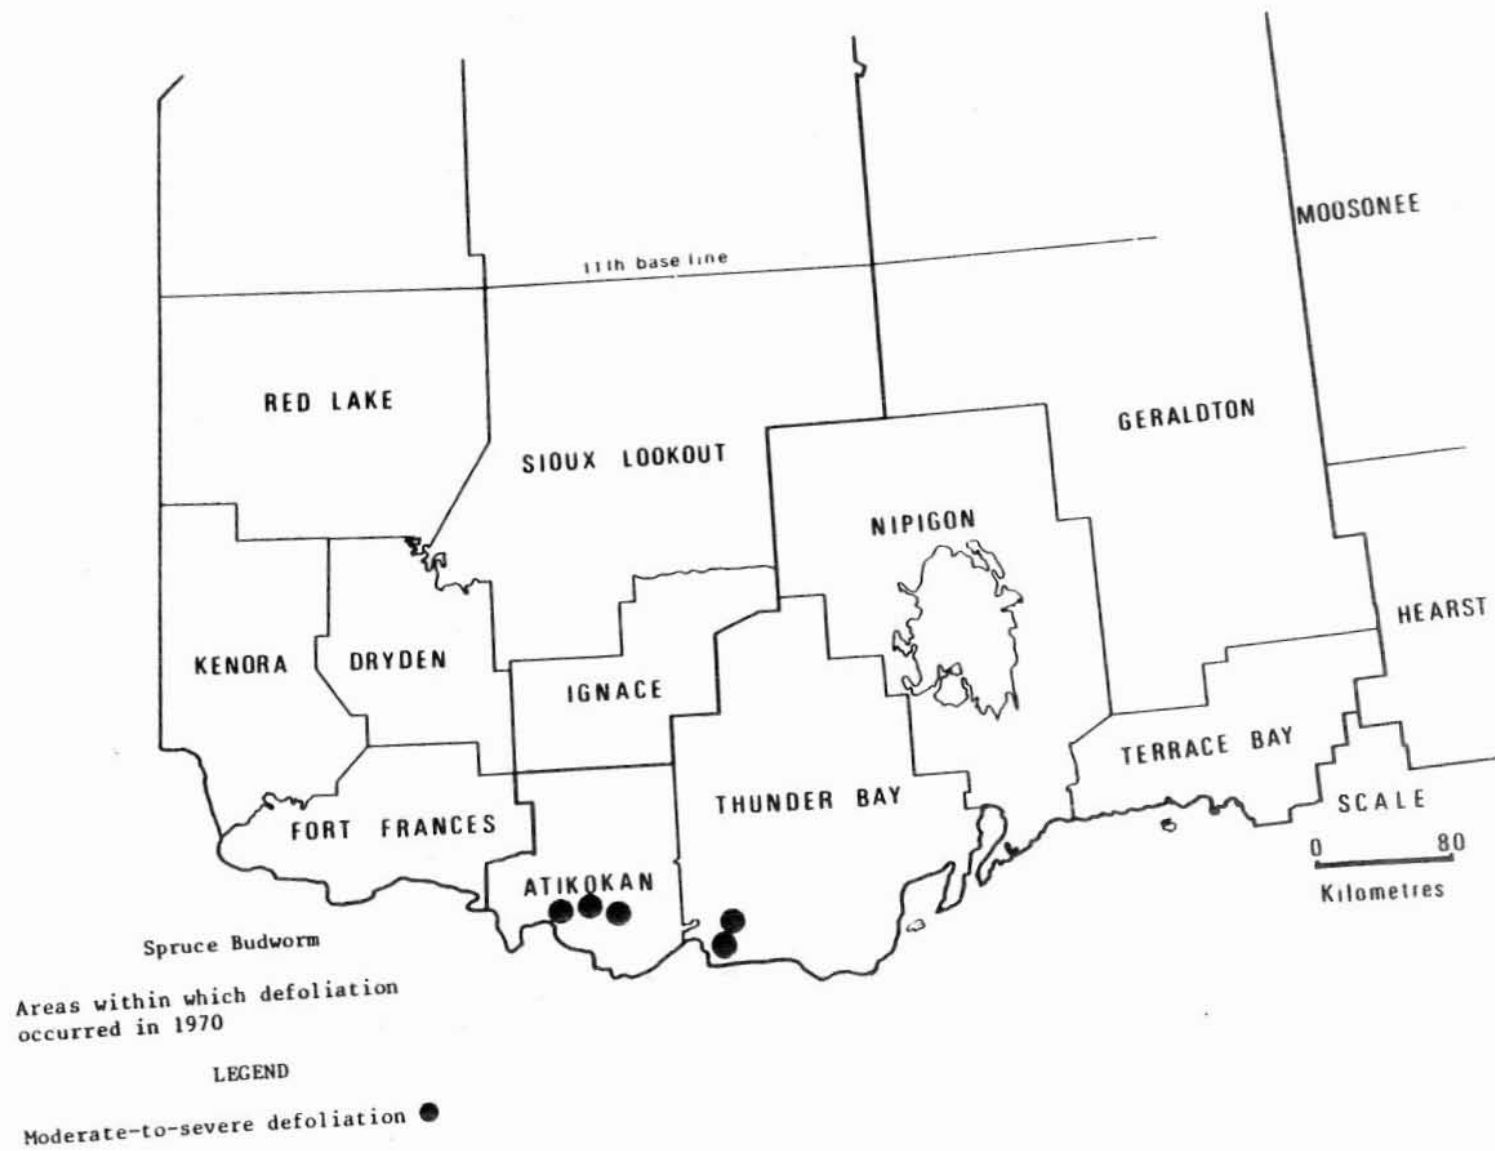 MOOSONEE
11th base line
RED LAKE
GERALDTON
SIOUX LOOKOUT
NIPIGON
HEARST
KENORA
DRYDEN
IGNACE
TERRACE BAY
THUNDER BAY
FORT FRANCES
ATIKOKAN
SCALE
0 80
Kilometres
Spruce Budworm
Areas within which defoliation
occurred in 1970
LEGEND
Moderate-to-severe defoliation